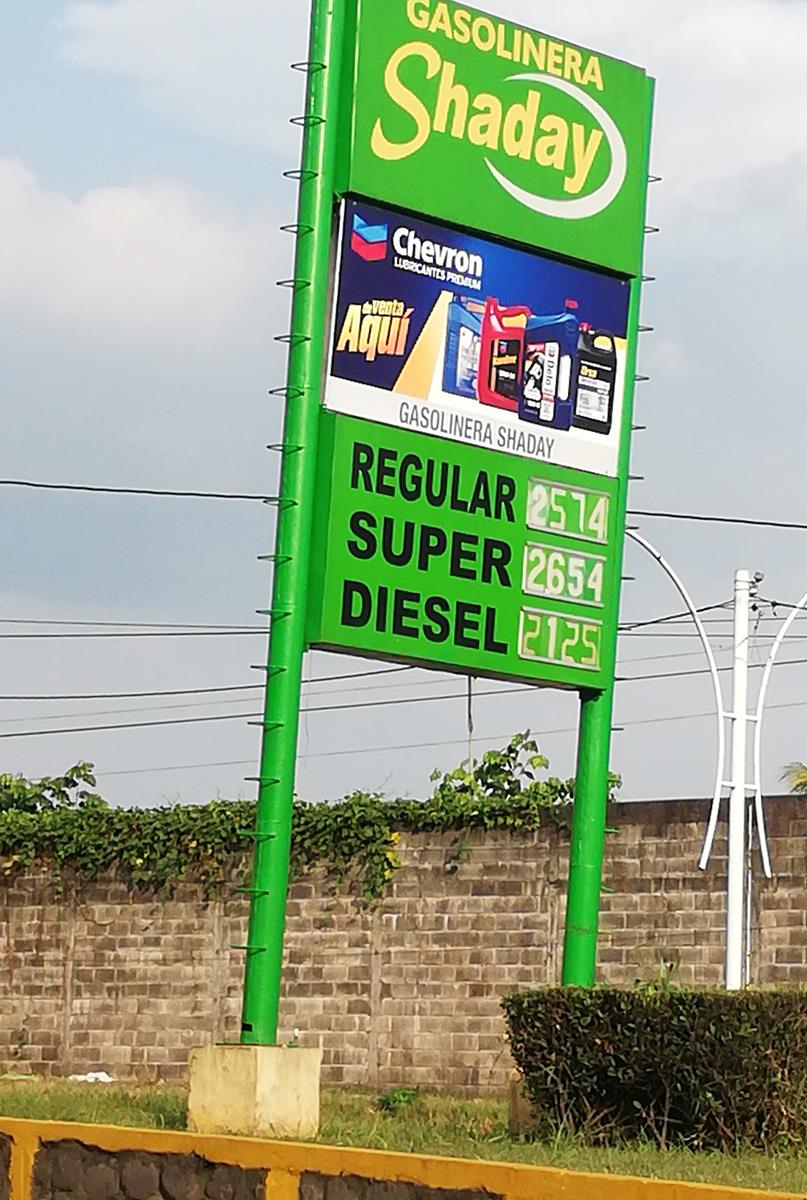 GASOLINERA
Shaday
Chevron
LUBRICANTES PREMIUM
de venta
Aquí
GASOLINERA SHADAY
REGULAR 2574
SUPER 2654
DIESEL 2125